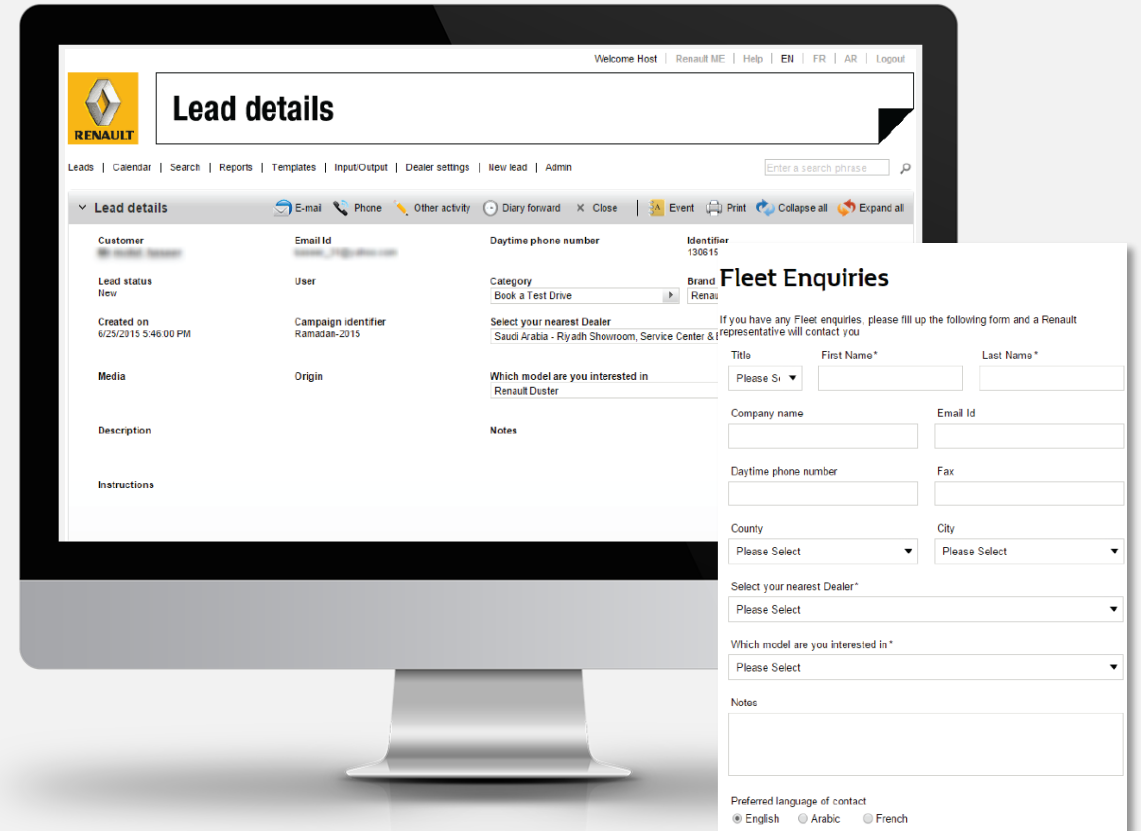 Welcome Host | Renault ME | Help | EN | FR | AR | Logout
RENAULT
Lead details
Leads | Calendar | Search | Reports | Templates | Input/Output | Dealer settings | New lead | Admin
Enter a search phrase
Lead details
E-mail Phone Other activity Diary forward Close Event Print Collapse all Expand all
Customer Email Id Daytime phone number Identifier
130615
Lead status User Category Brand
New Book a Test Drive Renau
Created on Campaign identifier Select your nearest Dealer
6/25/2015 5:46:00 PM Ramadan-2015 Saudi Arabia - Riyadh Showroom, Service Center &
Media Origin Which model are you interested in
Renault Duster
Description Notes
Instructions
Fleet Enquiries
If you have any Fleet enquiries, please fill up the following form and a Renault
representative will contact you
Title First Name* Last Name*
Please Se
Company name Email Id
Daytime phone number Fax
County City
Please Select Please Select
Select your nearest Dealer*
Please Select
Which model are you interested in*
Please Select
Notes
Preferred language of contact
English Arabic French